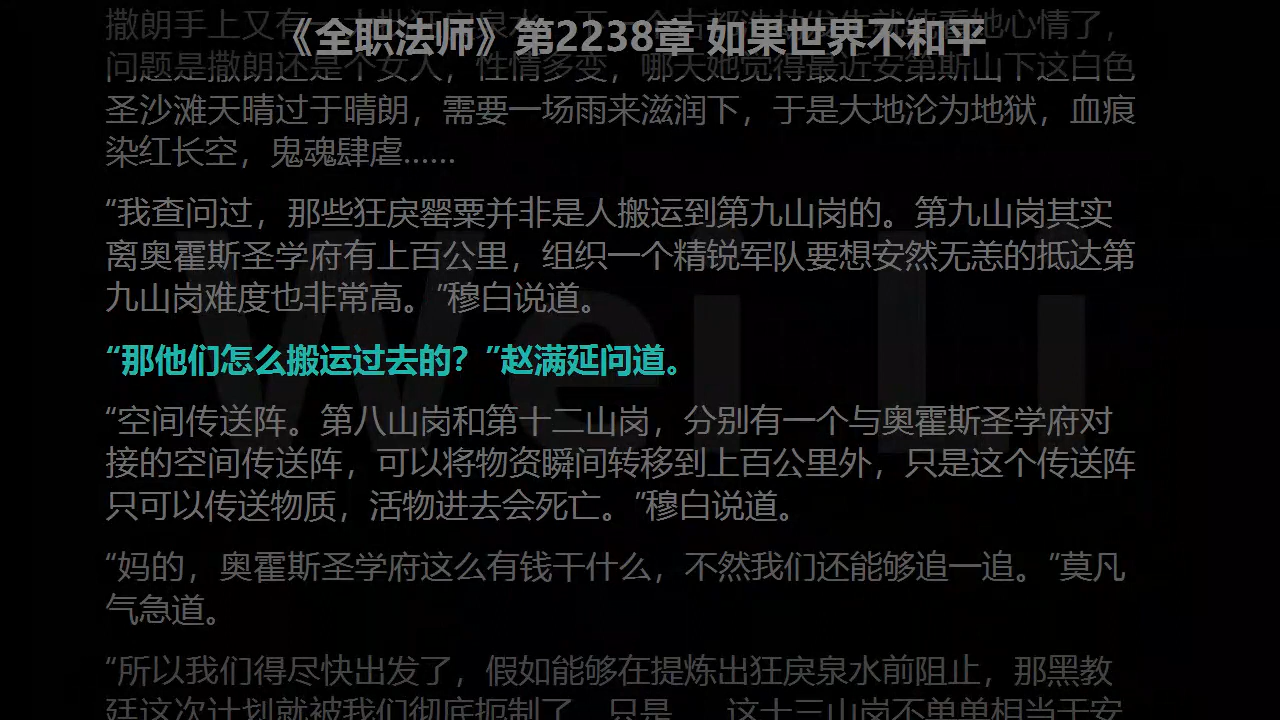 《全职法师》第2238章 如果世界不和平
撒朗手上又有
问题是撒朗还是个女人，性情多变，哪天她觉得最近安第斯山下这白色
圣沙滩天晴过于晴朗，需要一场雨来滋润下，于是大地沦为地狱，血痕
染红长空，鬼魂肆虐……
“我查问过，那些狂戾罂粟并非是人搬运到第九山岗的。第九山岗其实
离奥霍斯圣学府有上百公里，组织一个精锐军队要想安然无恙的抵达第
九山岗难度也非常高。”穆白说道。
“那他们怎么搬运过去的？”赵满延问道。
“空间传送阵。第八山岗和第十二山岗，分别有一个与奥霍斯圣学府对
接的空间传送阵，可以将物资瞬间转移到上百公里外，只是这个传送阵
只可以传送物质，活物进去会死亡。”穆白说道。
“妈的，奥霍斯圣学府这么有钱干什么，不然我们还能够追一追。”莫凡
气急道。
“所以我们得尽快出发了，假如能够在提炼出狂戾泉水前阻止，那黑教
廷这次计划就被我们彻底扼制了，只是……这十三山岗不单单相当于安
Wei Li